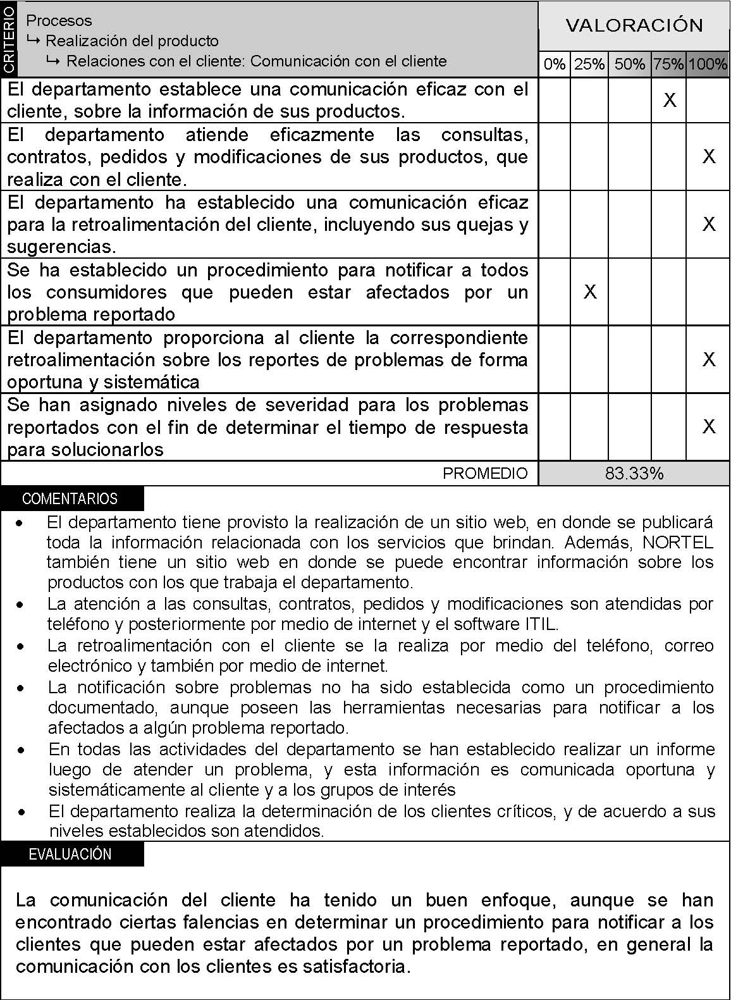 CRITERIO
Procesos
↳ Realización del producto
↳ Relaciones con el cliente: Comunicación con el cliente
VALORACIÓN
0% 25% 50% 75% 100%
El departamento establece una comunicación eficaz con el
cliente, sobre la información de sus productos.
X
El departamento atiende eficazmente las consultas,
contratos, pedidos y modificaciones de sus productos, que
realiza con el cliente.
X
El departamento ha establecido una comunicación eficaz
para la retroalimentación del cliente, incluyendo sus quejas y
sugerencias.
X
Se ha establecido un procedimiento para notificar a todos
los consumidores que pueden estar afectados por un
problema reportado
X
El departamento proporciona al cliente la correspondiente
retroalimentación sobre los reportes de problemas de forma
oportuna y sistemática
X
Se han asignado niveles de severidad para los problemas
reportados con el fin de determinar el tiempo de respuesta
para solucionarlos
X
PROMEDIO 83.33%
COMENTARIOS
• El departamento tiene provisto la realización de un sitio web, en donde se publicará
toda la información relacionada con los servicios que brindan. Además, NORTEL
también tiene un sitio web en donde se puede encontrar información sobre los
productos con los que trabaja el departamento.
• La atención a las consultas, contratos, pedidos y modificaciones son atendidas por
teléfono y posteriormente por medio de internet y el software ITIL.
• La retroalimentación con el cliente se la realiza por medio del teléfono, correo
electrónico y también por medio de internet.
• La notificación sobre problemas no ha sido establecida como un procedimiento
documentado, aunque poseen las herramientas necesarias para notificar a los
afectados a algún problema reportado.
• En todas las actividades del departamento se han establecido realizar un informe
luego de atender un problema, y esta información es comunicada oportuna y
sistemáticamente al cliente y a los grupos de interés
• El departamento realiza la determinación de los clientes críticos, y de acuerdo a sus
niveles establecidos son atendidos.
EVALUACIÓN
La comunicación del cliente ha tenido un buen enfoque, aunque se han
encontrado ciertas falencias en determinar un procedimiento para notificar a los
clientes que pueden estar afectados por un problema reportado, en general la
comunicación con los clientes es satisfactoria.